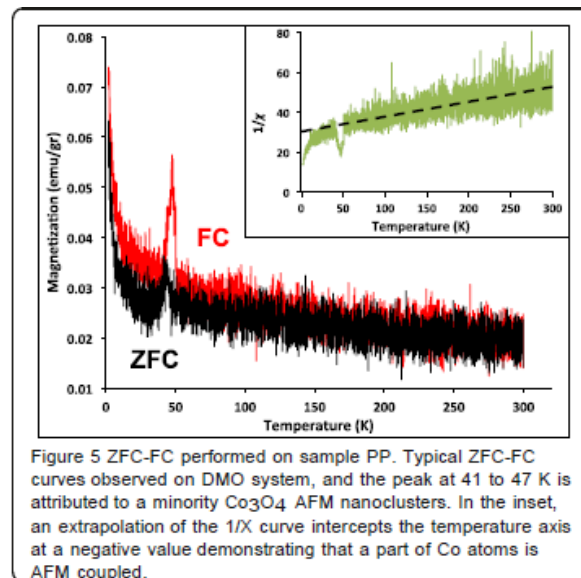 0.08
0.07
0.06
0.05
0.04
0.03
0.02
0.01
Magnetization (emu/gr)
FC
ZFC
0
50
100
150
200
250
300
Temperature (K)
80
60
40
20
0
1/χ
0
50
100
150
200
250
300
Temperature (K)
Figure 5 ZFC-FC performed on sample PP. Typical ZFC-FC
curves observed on DMO system, and the peak at 41 to 47 K is
attributed to a minority Co3O4 AFM nanoclusters. In the inset,
an extrapolation of the 1/X curve intercepts the temperature axis
at a negative value demonstrating that a part of Co atoms is
AFM coupled.